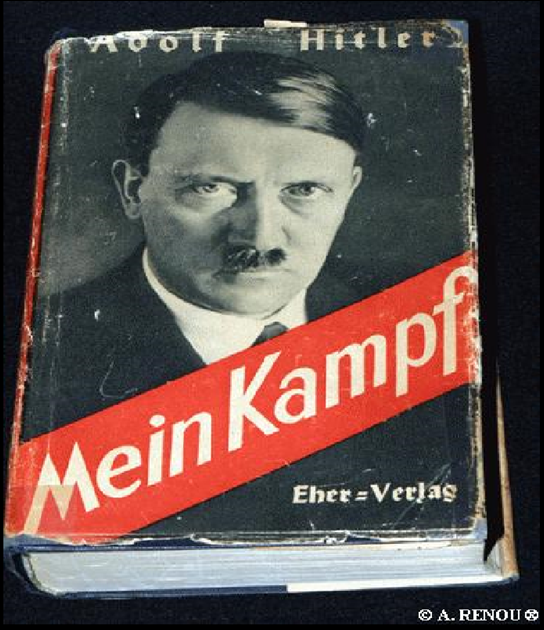 Adolf Hitler
Mein Kampf
Eher=Verlag
© A. RENOU ⊗